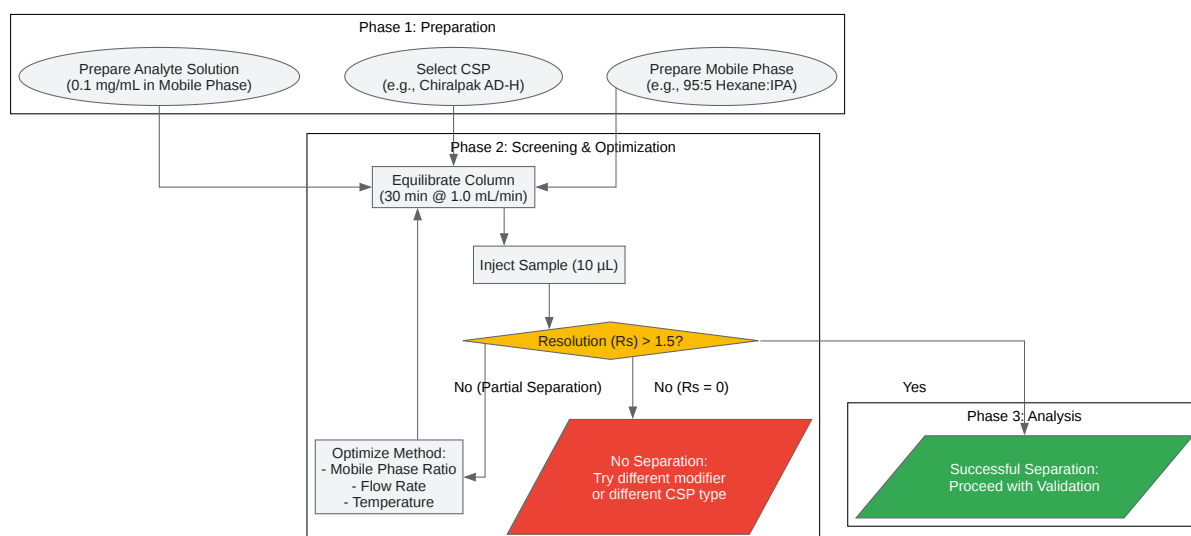 Phase 1: Preparation
Prepare Analyte Solution
(0.1 mg/mL in Mobile Phase)
Select CSP
(e.g., Chiralpak AD-H)
Prepare Mobile Phase
(e.g., 95:5 Hexane:IPA)
Phase 2: Screening & Optimization
Equilibrate Column
(30 min @ 1.0 mL/min)
Inject Sample (10 µL)
Resolution (Rs) > 1.5?
No (Partial Separation)
No (Rs = 0)
Yes
Optimize Method:
- Mobile Phase Ratio
- Flow Rate
- Temperature
No Separation:
Try different modifier
or different CSP type
Phase 3: Analysis
Successful Separation:
Proceed with Validation